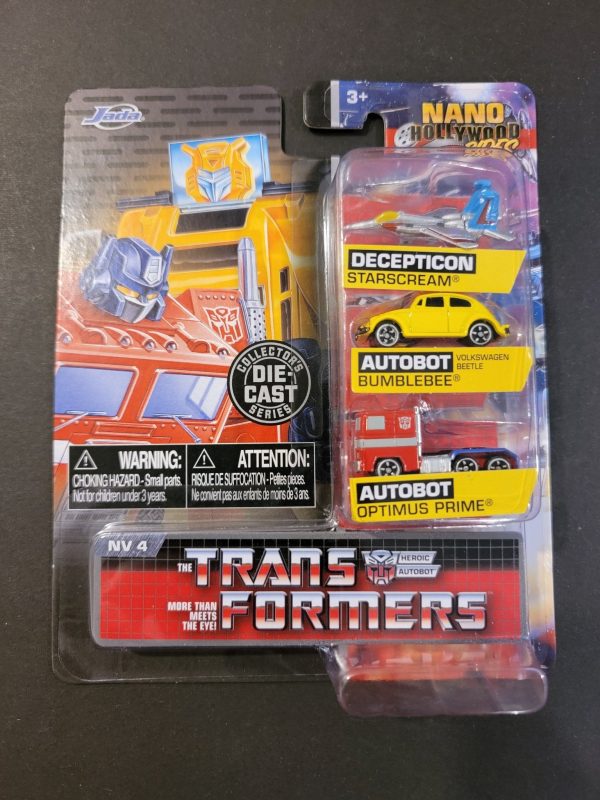 Jada
3+
NANO
HOLLYWOOD
RIDES
DECEPTICON
STARSCREAM®
AUTOBOT VOLKSWAGEN BEETLE
BUMBLEBEE®
AUTOBOT
OPTIMUS PRIME®
COLLECTOR'S
DIE-
CAST
SERIES
WARNING:
CHOKING HAZARD - Small parts.
Not for children under 3 years.
ATTENTION:
RISQUE DE SUFFOCATION - Petites pièces.
Ne convient pas aux enfants de moins de 3 ans.
NV 4
THE TRANSFORMERS
HEROIC
AUTOBOT
MORE THAN
MEETS
THE EYE!